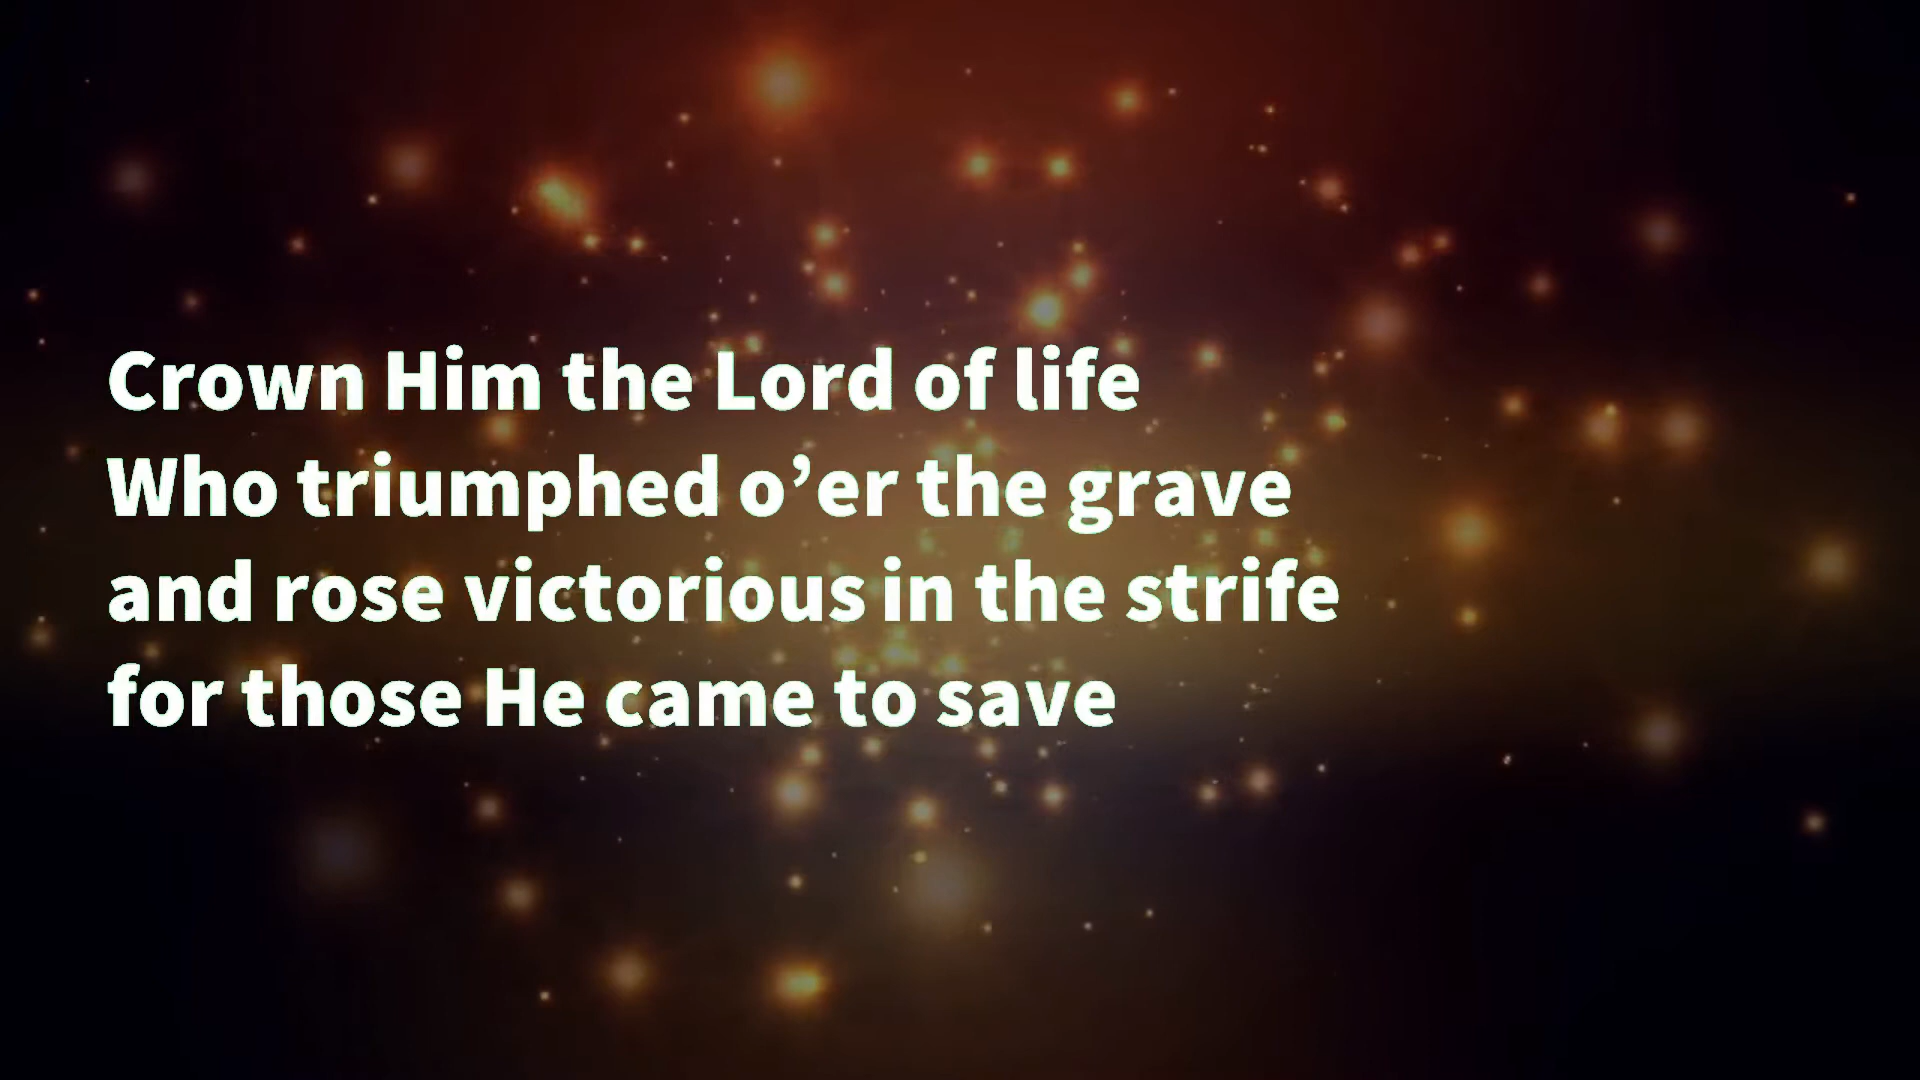 Crown Him the Lord of life
Who triumphed o’er the grave
and rose victorious in the strife
for those He came to save